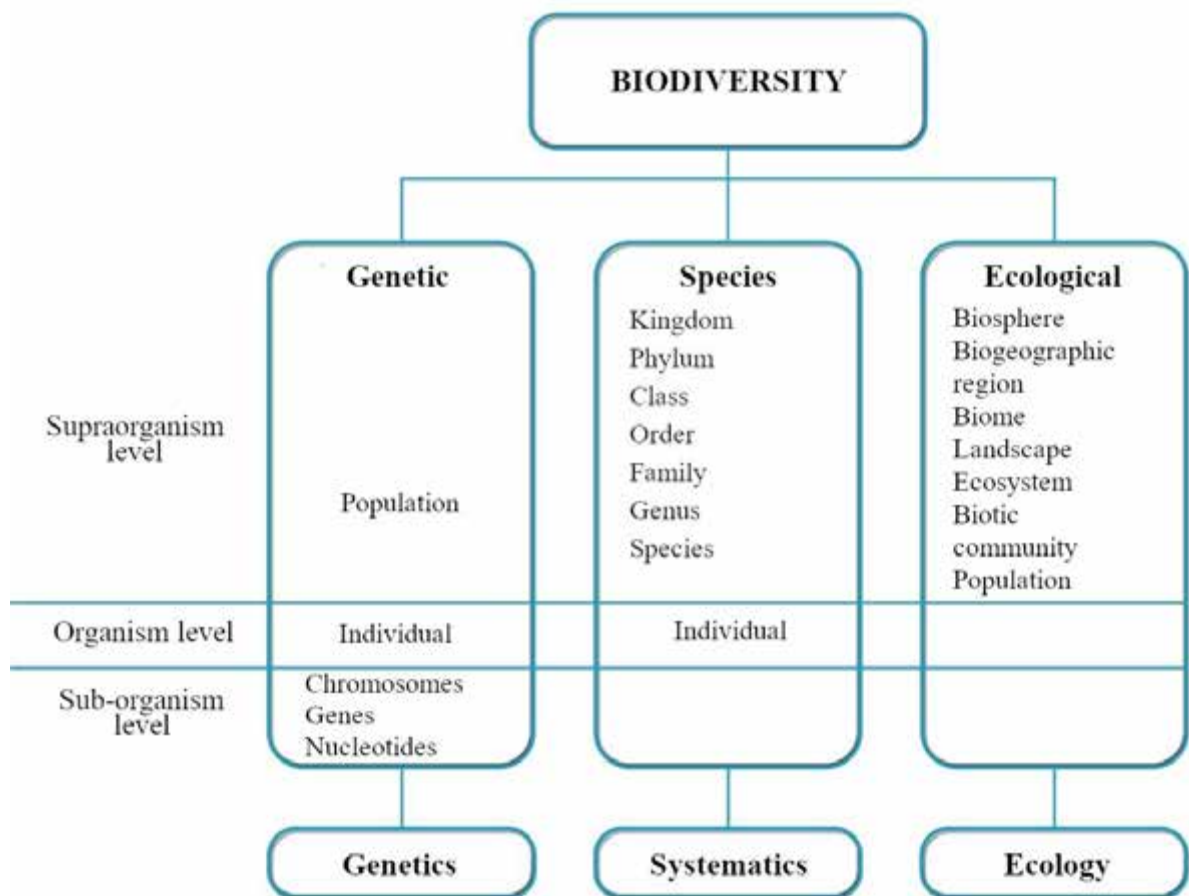 BIODIVERSITY
Genetic
Species
Ecological
Supraorganism
level
Population
Kingdom
Phylum
Class
Order
Family
Genus
Species
Biosphere
Biogeographic
region
Biome
Landscape
Ecosystem
Biotic
community
Population
Organism level
Individual
Individual
Sub-organism
level
Chromosomes
Genes
Nucleotides
Genetics
Systematics
Ecology